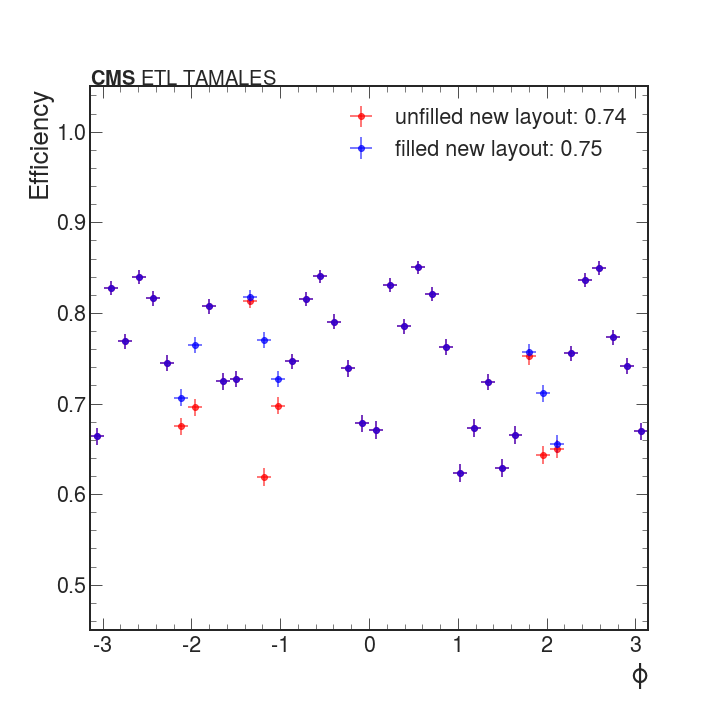 CMS ETL TAMALES
Efficiency
unfilled new layout: 0.74
filled new layout: 0.75
1.0
0.9
0.8
0.7
0.6
0.5
-3 -2 -1 0 1 2 3
ϕ